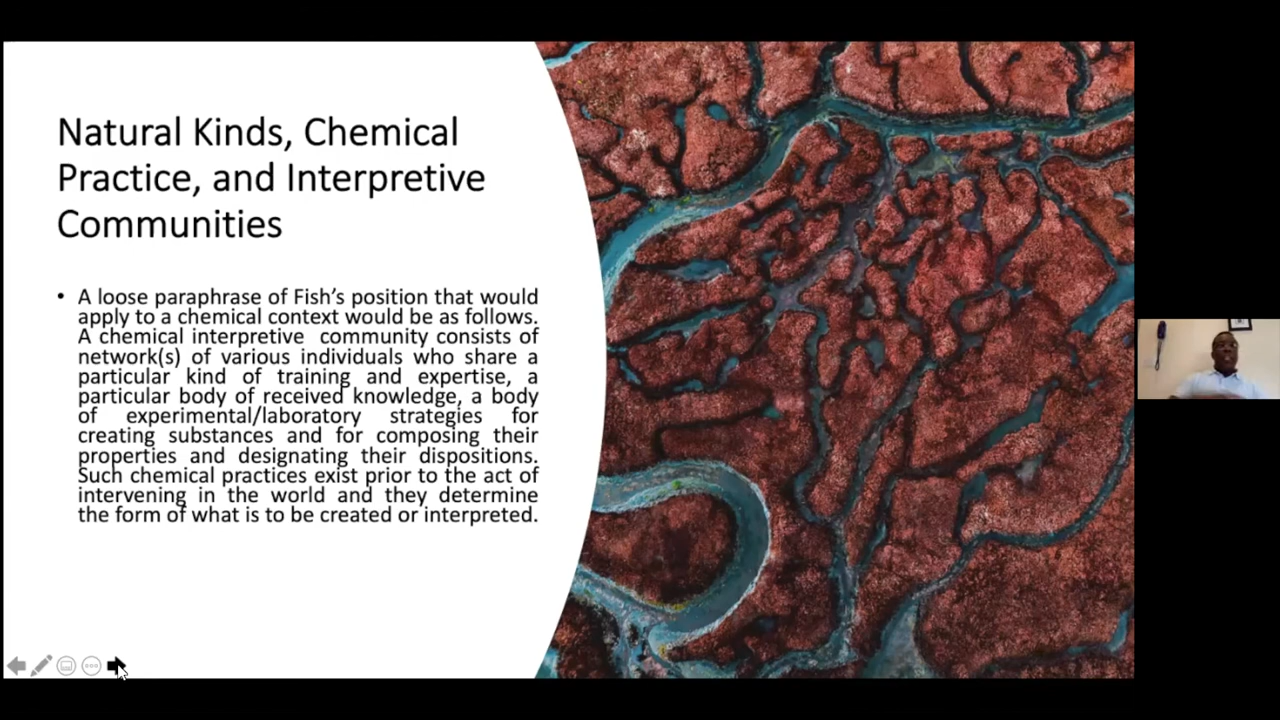 Natural Kinds, Chemical
Practice, and Interpretive
Communities
• A loose paraphrase of Fish's position that would
apply to a chemical context would be as follows.
A chemical interpretive community consists of
network(s) of various individuals who share a
particular kind of training and expertise, a
particular body of received knowledge, a body
of experimental/laboratory strategies for
creating substances and for composing their
properties and designating their dispositions.
Such chemical practices exist prior to the act of
intervening in the world and they determine
the form of what is to be created or interpreted.